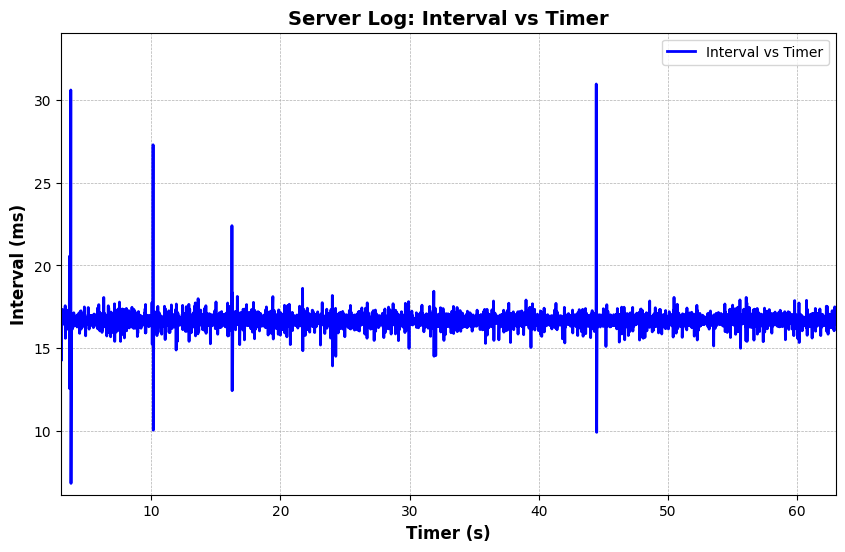 Server Log: Interval vs Timer
Interval vs Timer
30
25
20
15
10
Interval (ms)
10 20 30 40 50 60
Timer (s)